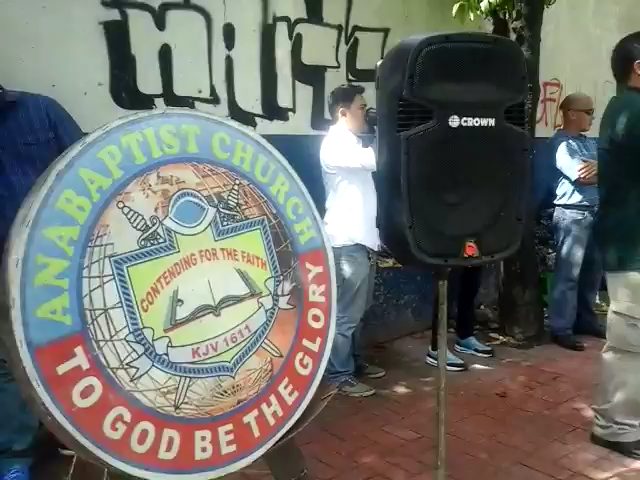 ANABAPTIST CHURCH
CONTENDING FOR THE FAITH
KJV 1611
TO GOD BE THE GLORY
CROWN